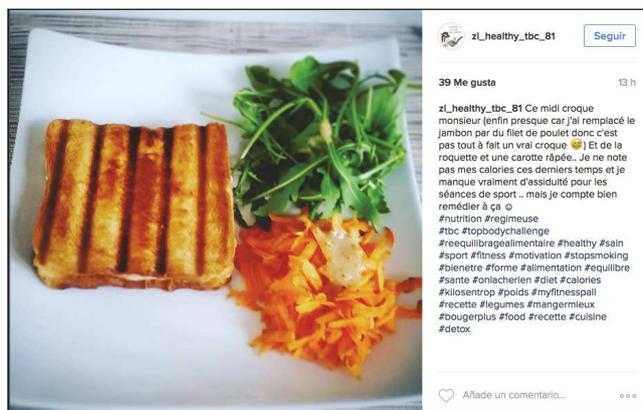 zl_healthy_tbc_81
Seguir
39 Me gusta
13 h
zl_healthy_tbc_81 Ce midi croque
monsieur (enfin presque car j'ai remplacé le
jambon par du filet de poulet donc c'est
pas tout à fait un vrai croque 😅) Et de la
roquette et une carotte râpée.. Je ne note
pas mes calories ces derniers temps et je
manque vraiment d'assiduité pour les
séances de sport .. mais je compte bien
remédier à ça ☺
#nutrition #regimeuse
#tbc #topbodychallenge
#reequilibragealimentaire #healthy #sain
#sport #fitness #motivation #stopsmoking
#bienetre #forme #alimentation #equilibre
#sante #onlacherien #diet #calories
#kilosentrop #poids #myfitnesspall
#recette #legumes #mangermieux
#bougerplus #food #recette #cuisine
#detox
Añade un comentario...